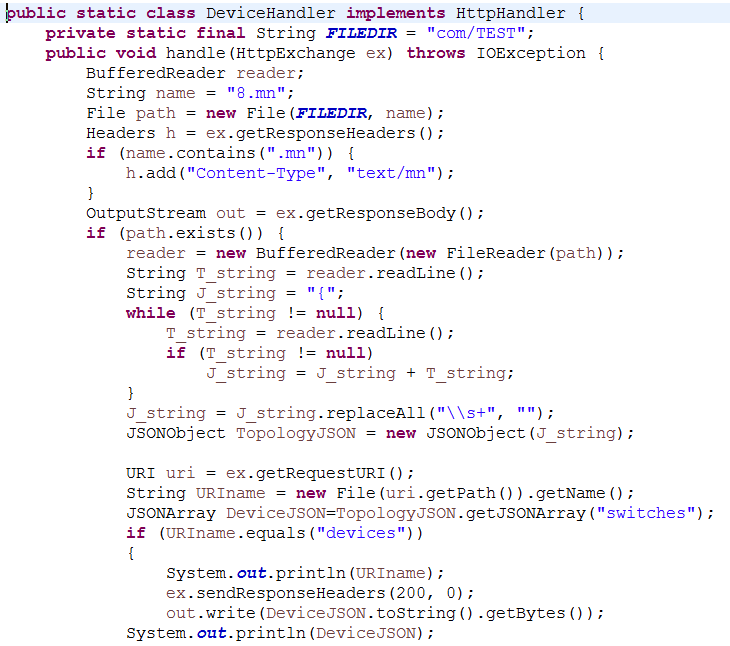 public static class DeviceHandler implements HttpHandler {
    private static final String FILEDIR = "com/TEST";
    public void handle(HttpExchange ex) throws IOException {
        BufferedReader reader;
        String name = "8.mn";
        File path = new File(FILEDIR, name);
        Headers h = ex.getResponseHeaders();
        if (name.contains(".mn")) {
            h.add("Content-Type", "text/mn");
        }
        OutputStream out = ex.getResponseBody();
        if (path.exists()) {
            reader = new BufferedReader(new FileReader(path));
            String T_string = reader.readLine();
            String J_string = "{";
            while (T_string != null) {
                T_string = reader.readLine();
                if (T_string != null)
                    J_string = J_string + T_string;
            }
            J_string = J_string.replaceAll("\\s+", "");
            JSONObject TopologyJSON = new JSONObject(J_string);

            URI uri = ex.getRequestURI();
            String URIname = new File(uri.getPath()).getName();
            JSONArray DeviceJSON=TopologyJSON.getJSONArray("switches");
            if (URIname.equals("devices"))
            {
                System.out.println(URIname);
                ex.sendResponseHeaders(200, 0);
                out.write(DeviceJSON.toString().getBytes());
            System.out.println(DeviceJSON);